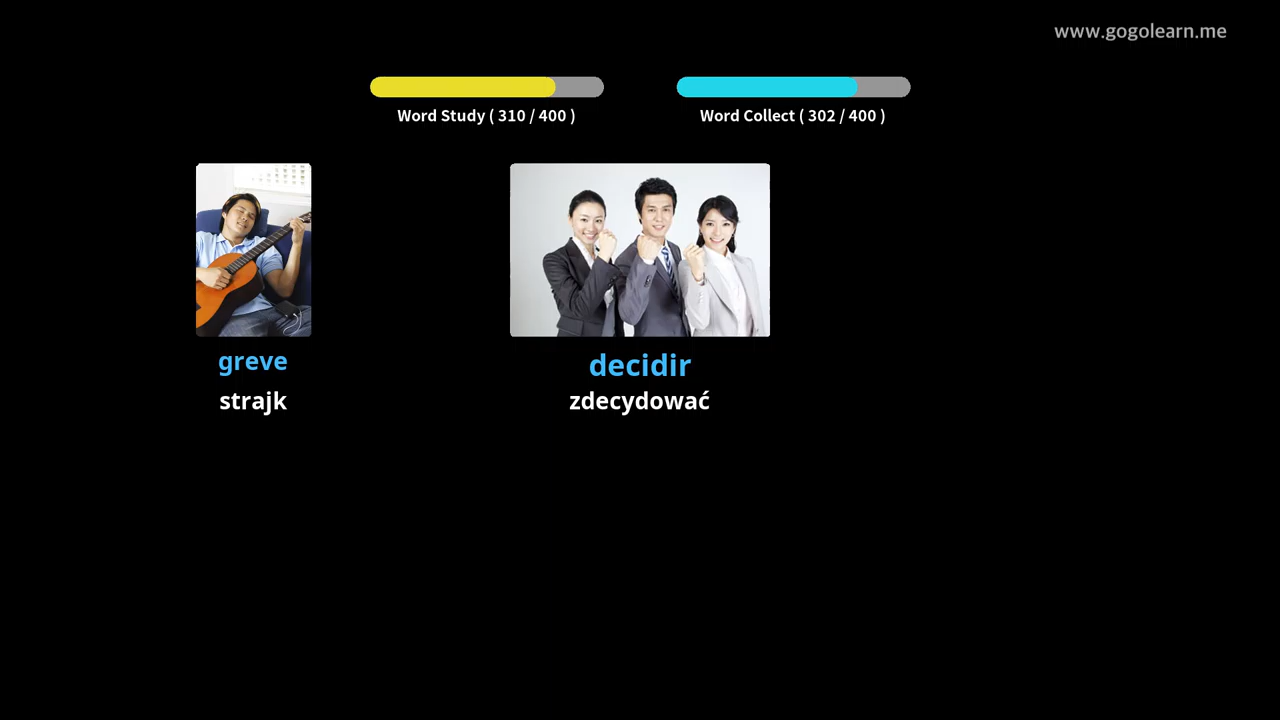 www.gogolearn.me
Word Study ( 310 / 400 )
Word Collect ( 302 / 400 )
greve
strajk
decidir
zdecydować